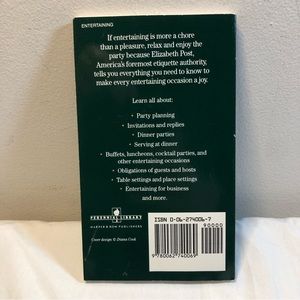 ENTERTAINING
If entertaining is more a chore
than a pleasure, relax and enjoy the
party because Elizabeth Post,
America's foremost etiquette authority,
tells you everything you need to know to
make every entertaining occasion a joy.
Learn all about:
• Party planning
• Invitations and replies
• Dinner parties
• Serving at dinner
• Buffets, luncheons, cocktail parties, and
other entertaining occasions
• Obligations of guests and hosts
• Table settings and place settings
• Entertaining for business
and more.
PERENNIAL LIBRARY
HARPER & ROW PUBLISHERS
Cover design © Diana Cook
ISBN 0-06-274006-7
90000
9 780062 740069